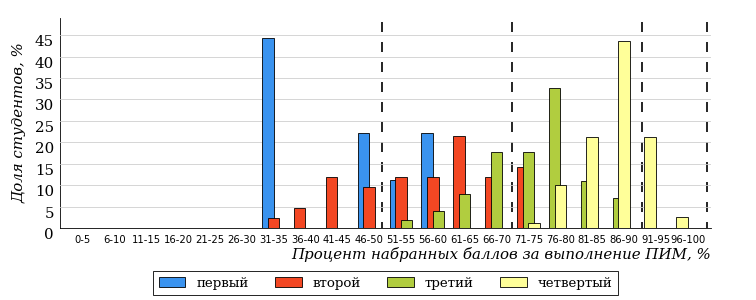 Доля студентов, %
45
40
35
30
25
20
15
10
5
0
0-5 6-10 11-15 16-20 21-25 26-30 31-35 36-40 41-45 46-50 51-55 56-60 61-65 66-70 71-75 76-80 81-85 86-90 91-95 96-100
Процент набранных баллов за выполнение ПИМ, %
первый второй третий четвертый